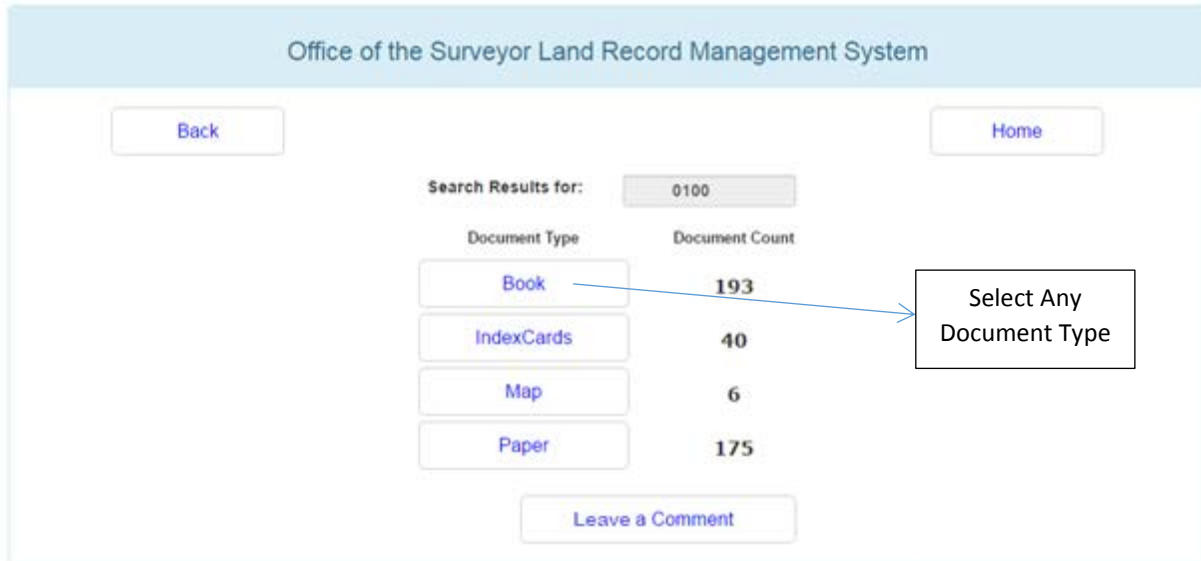 Office of the Surveyor Land Record Management System
Back Home
Search Results for: 0100
Document Type Document Count
Book 193
Select Any
Document Type
IndexCards 40
Map 6
Paper 175
Leave a Comment